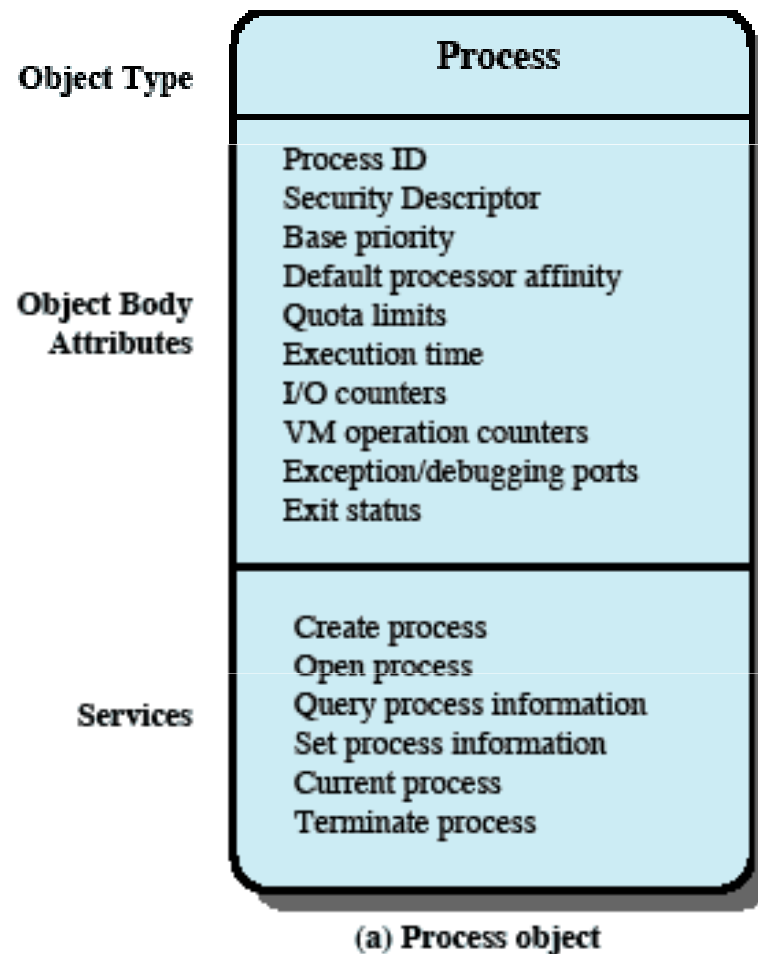 Object Type
Process
Object Body
Attributes
Process ID
Security Descriptor
Base priority
Default processor affinity
Quota limits
Execution time
I/O counters
VM operation counters
Exception/debugging ports
Exit status
Services
Create process
Open process
Query process information
Set process information
Current process
Terminate process
(a) Process object